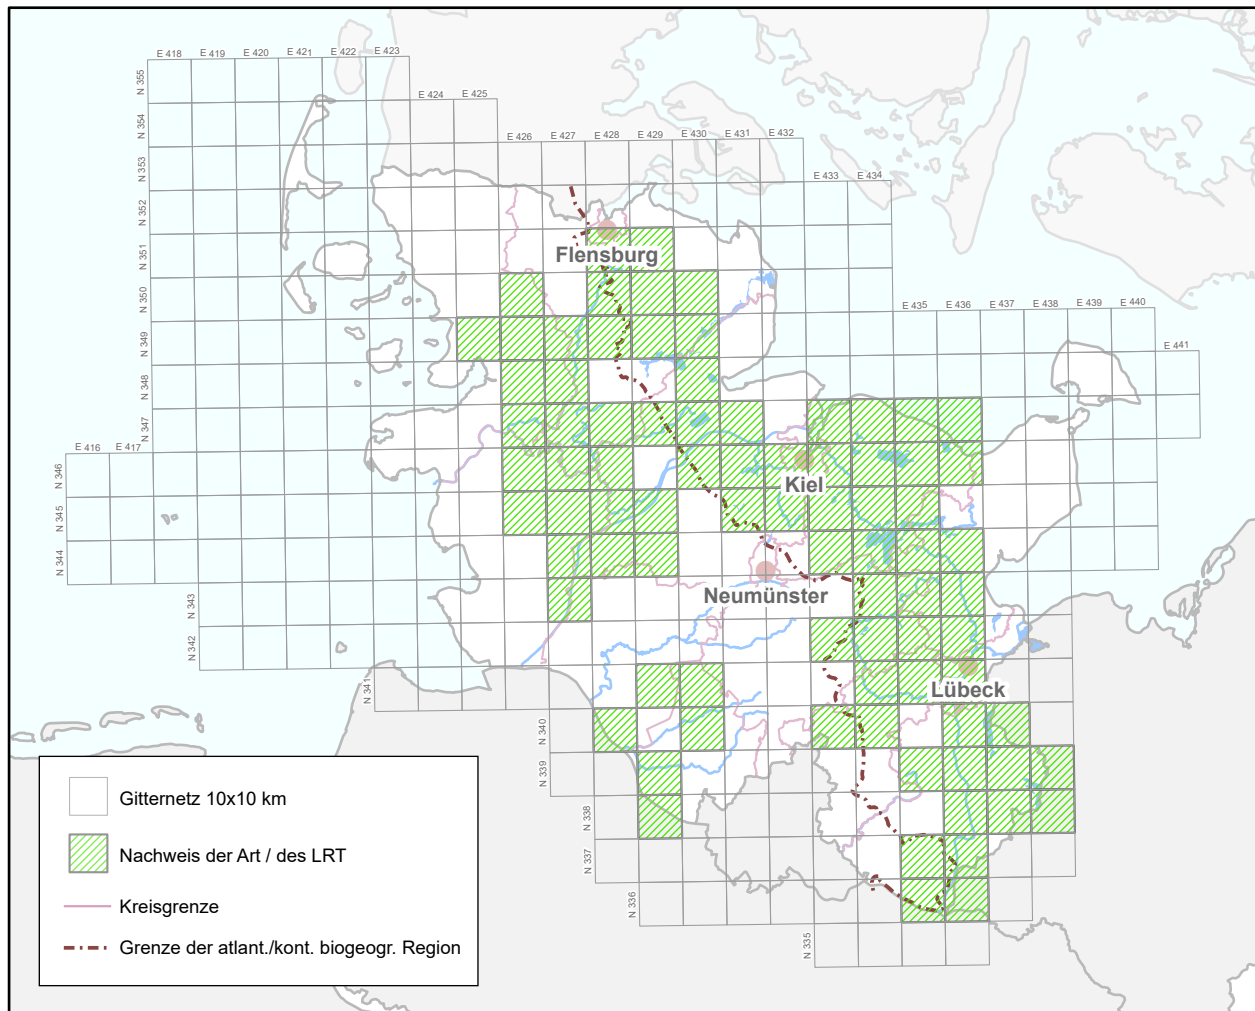 E 418 E 419 E 420 E 421 E 422 E 423
N 355
E 424 E 425
N 354
E 426 E 427 E 428 E 429 E 430 E 431 E 432
N 353
E 433 E 434
N 352
N 351
Flensburg
N 350
E 435 E 436 E 437 E 438 E 439 E 440
N 349
E 441
N 348
N 347
E 416 E 417
N 346
Kiel
N 345
N 344
Neumünster
N 343
N 342
N 341
Lübeck
N 340
N 339
N 338
N 337
N 336
N 335
Gitternetz 10x10 km
Nachweis der Art / des LRT
Kreisgrenze
Grenze der atlant./kont. biogeogr. Region